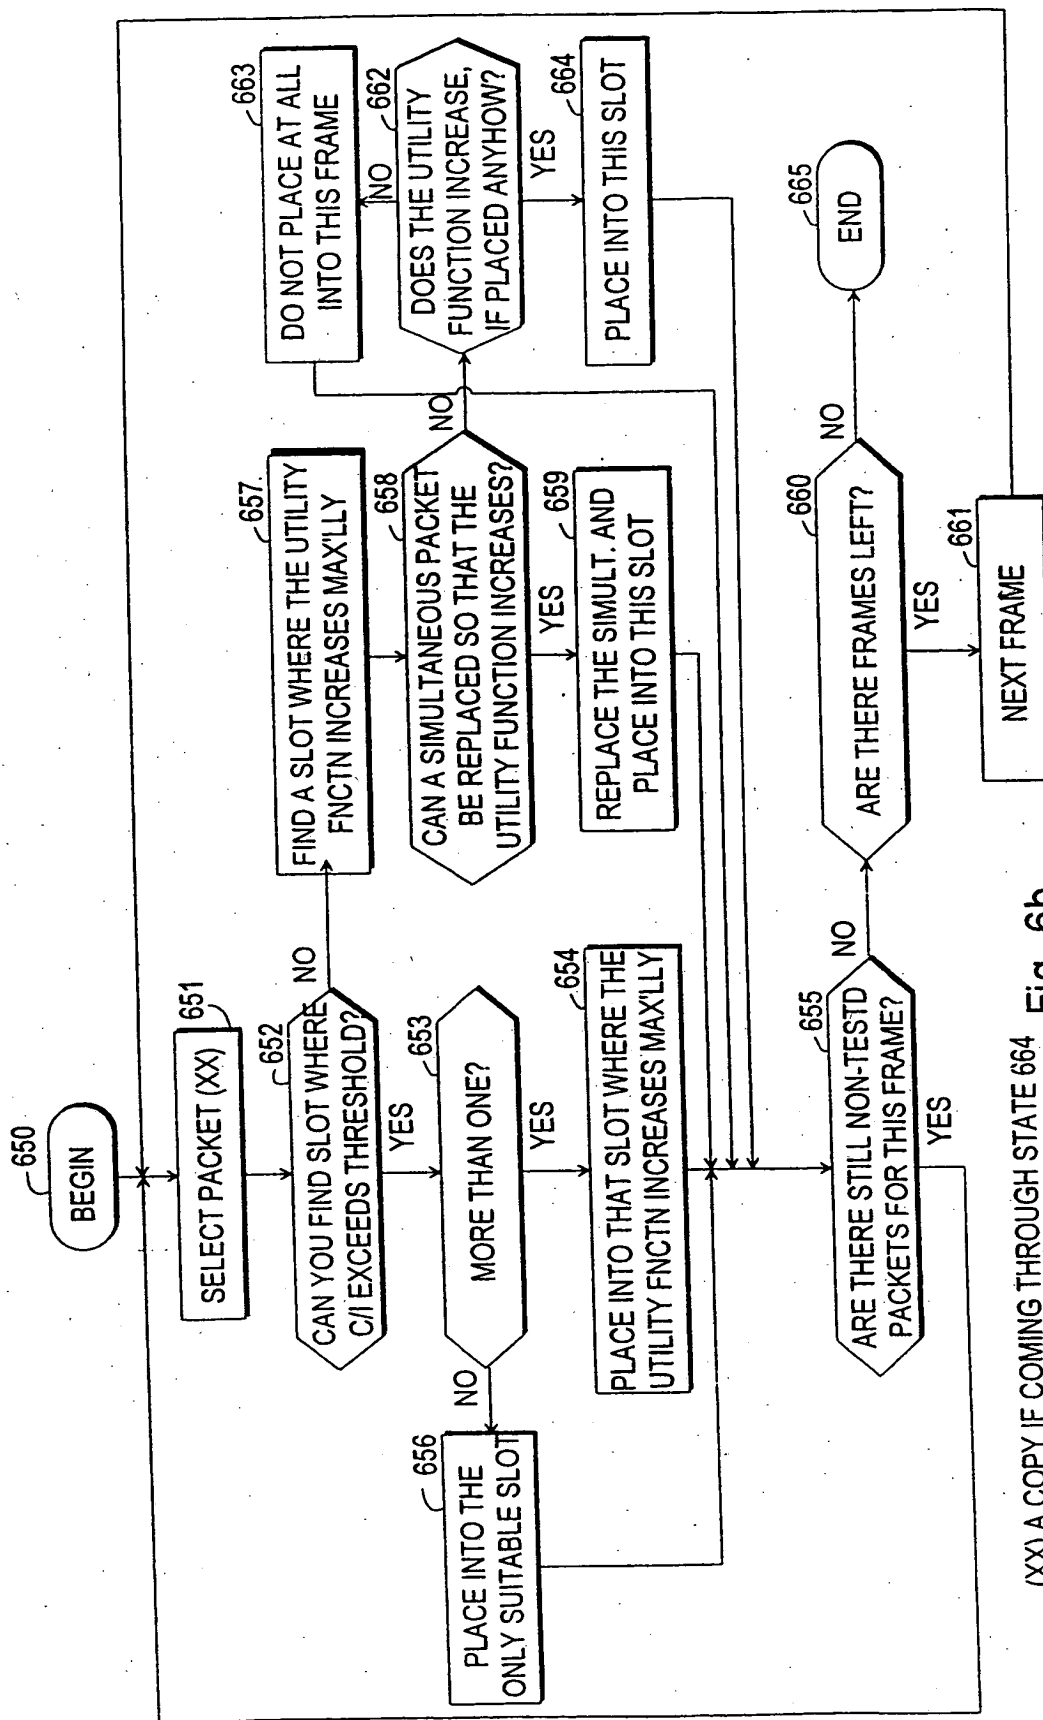 650
BEGIN
651
SELECT PACKET (XX)
652
CAN YOU FIND SLOT WHERE
C/I EXCEEDS THRESHOLD?
NO
YES
653
MORE THAN ONE?
NO
YES
656
PLACE INTO THE
ONLY SUITABLE SLOT
654
PLACE INTO THAT SLOT WHERE THE
UTILITY FNCTN INCREASES MAX'LLY
657
FIND A SLOT WHERE THE UTILITY
FNCTN INCREASES MAX'LLY
658
CAN A SIMULTANEOUS PACKET
BE REPLACED SO THAT THE
UTILITY FUNCTION INCREASES?
NO
YES
659
REPLACE THE SIMULT. AND
PLACE INTO THIS SLOT
663
DO NOT PLACE AT ALL
INTO THIS FRAME
NO
662
DOES THE UTILITY
FUNCTION INCREASE,
IF PLACED ANYHOW?
YES
664
PLACE INTO THIS SLOT
655
ARE THERE STILL NON-TESTD
PACKETS FOR THIS FRAME?
NO
YES
660
ARE THERE FRAMES LEFT?
NO
YES
661
NEXT FRAME
665
END
(XX) A COPY IF COMING THROUGH STATE 664
Fig. 6b